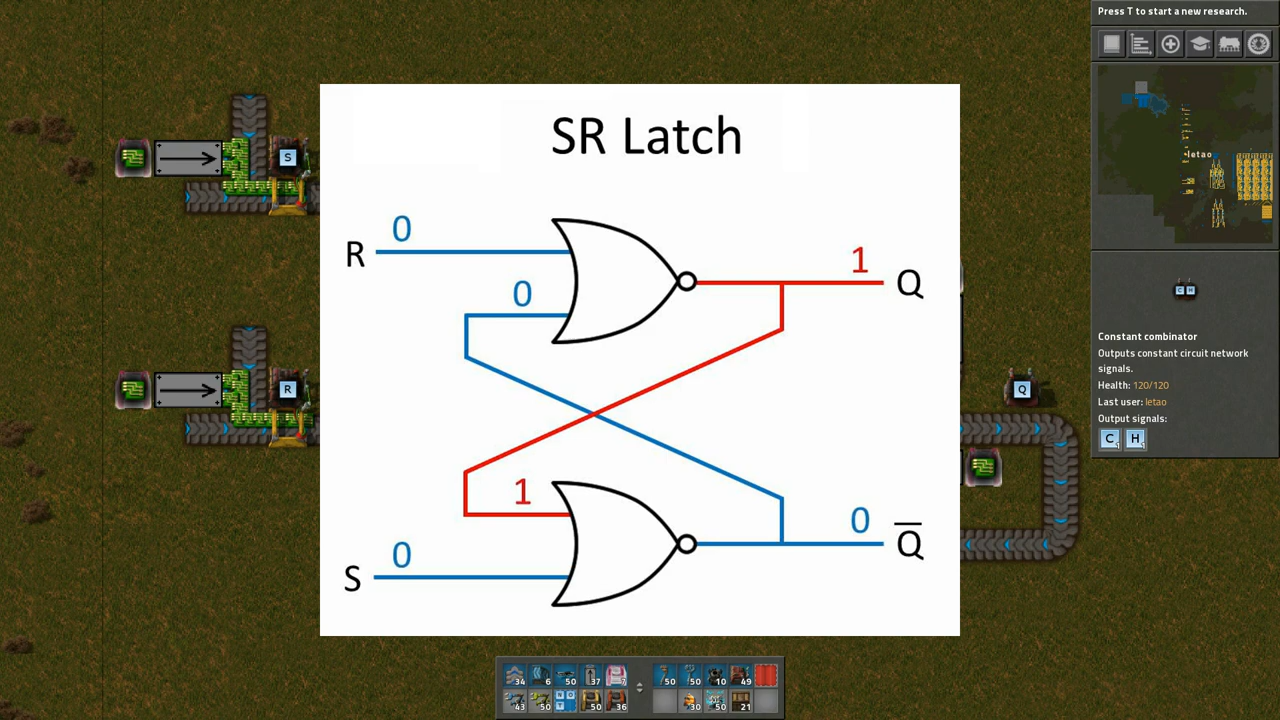 Press T to start a new research.
SR Latch
S
letao
R
0
1
Q
0
C H
Constant combinator
Outputs constant circuit network
signals.
Health: 120/120
R
Q
Last user: letao
Output signals:
C 1 H 1
1
0
Q
S
0
34 6 50 37 7 50 50 10 49
43 50 50 36 30 50 21